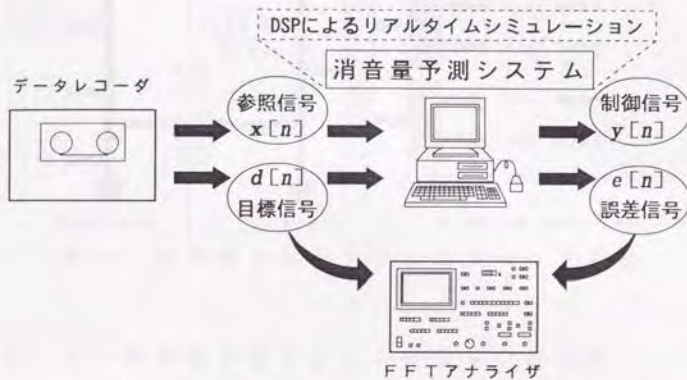 DSPによるリアルタイムシミュレーション
消音量予測システム
データレコーダ
参照信号
x[n]
制御信号
y[n]
d[n]
目標信号
e[n]
誤差信号
FFTアナライザ